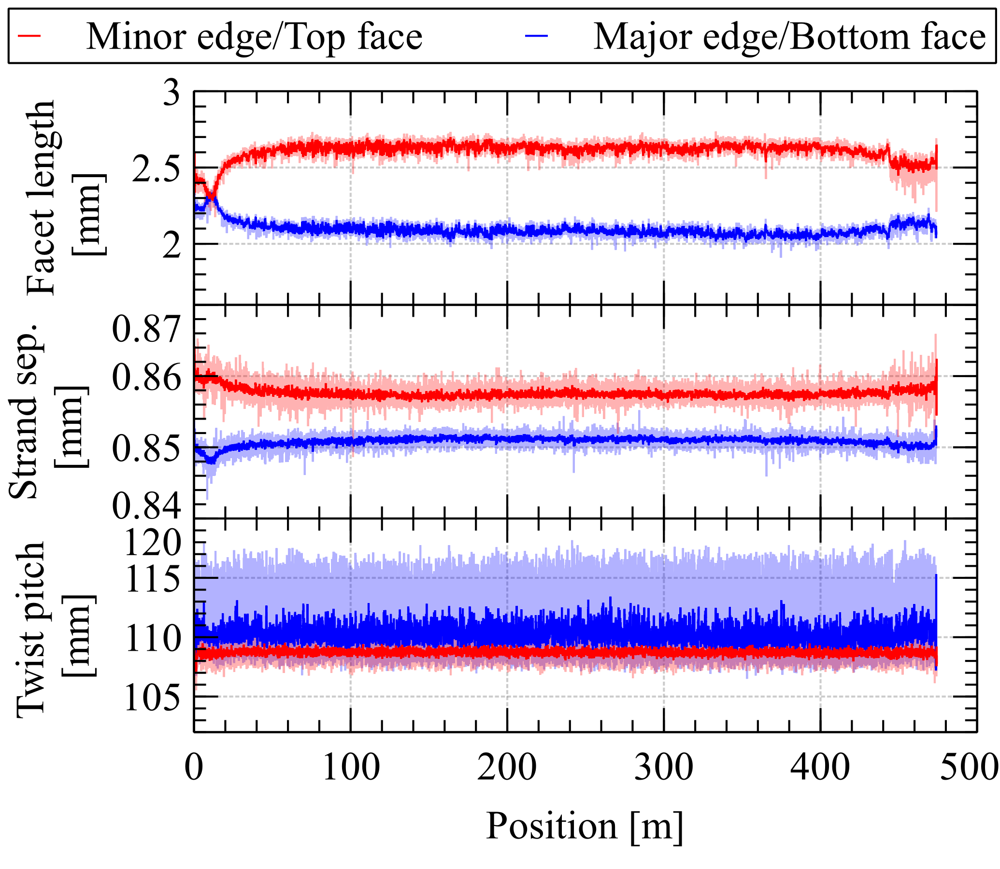 Minor edge/Top face
Major edge/Bottom face
Facet length
[mm]
3
2.5
2
Strand sep.
[mm]
0.87
0.86
0.85
0.84
Twist pitch
[mm]
120
115
110
105
0 100 200 300 400 500
Position [m]